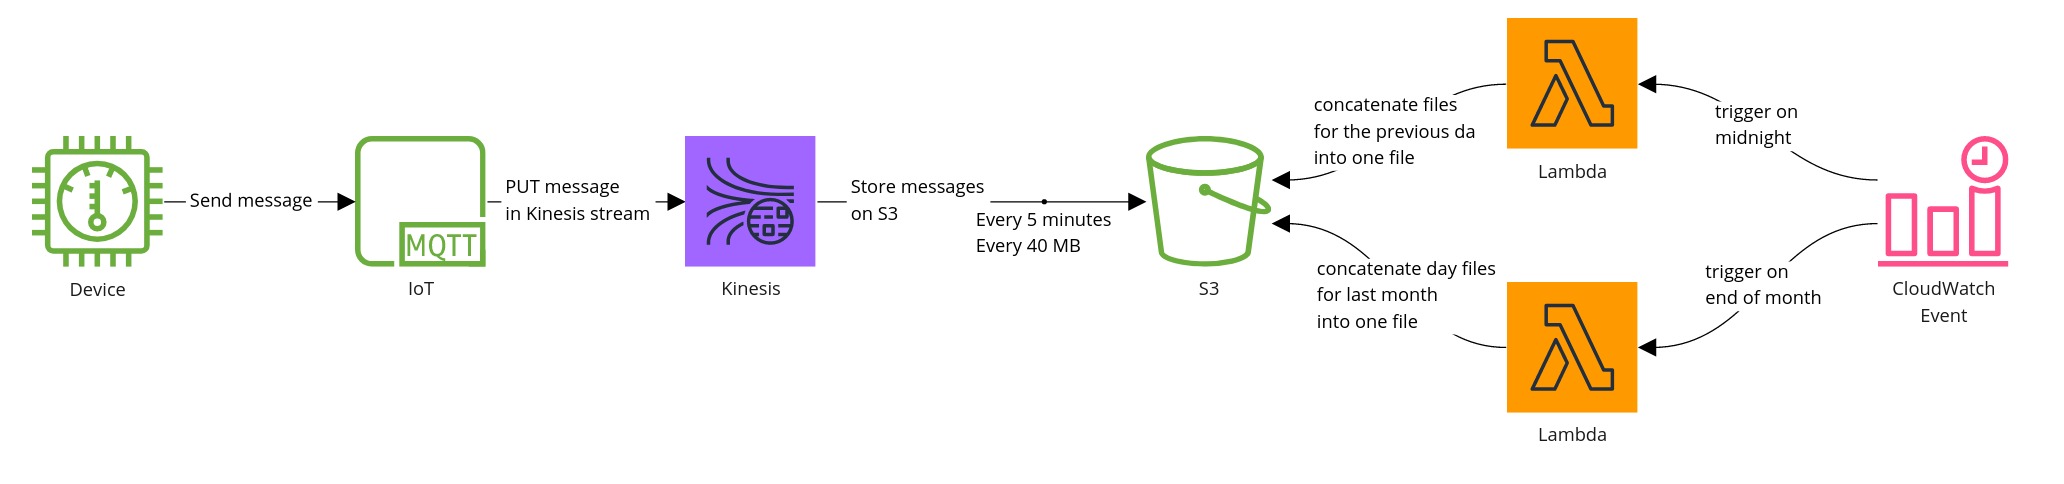 Send message
Device
MQTT
IoT
PUT message
in Kinesis stream
Kinesis
Store messages
on S3
Every 5 minutes
Every 40 MB
S3
concatenate files
for the previous da
into one file
concatenate day files
for last month
into one file
Lambda
Lambda
trigger on
midnight
trigger on
end of month
CloudWatch
Event